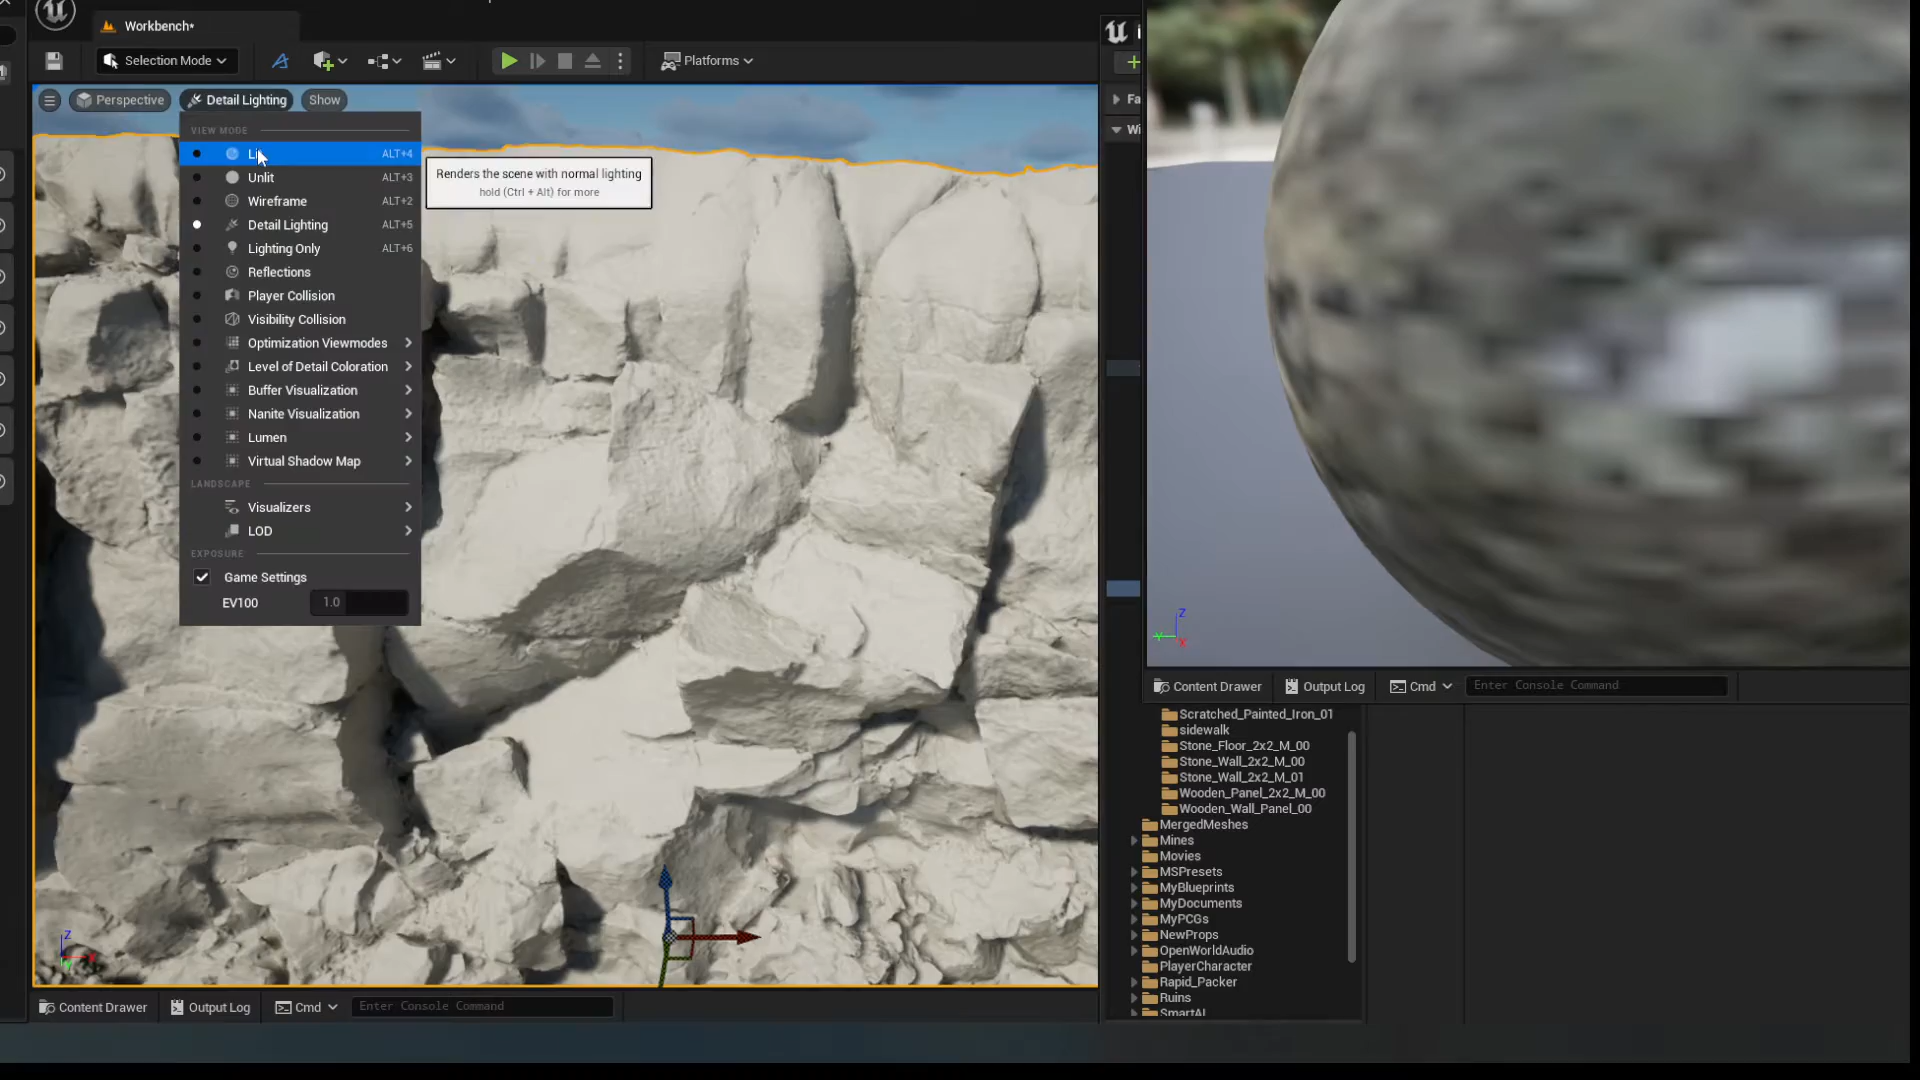 Workbench*
Selection Mode
Platforms
Perspective
Detail Lighting
Show
VIEW MODE
ALT+4
Unlit ALT+3
Wireframe ALT+2
Detail Lighting ALT+5
Lighting Only ALT+6
Reflections
Player Collision
Visibility Collision
Optimization Viewmodes
Level of Detail Coloration
Buffer Visualization
Nanite Visualization
Lumen
Virtual Shadow Map
LANDSCAPE
Visualizers
LOD
EXPOSURE
Game Settings
EV100 1.0
Renders the scene with normal lighting
hold (Ctrl + Alt) for more
Z
X
Y
Content Drawer Output Log Cmd Enter Console Command
Fa
Wi
Z
Y
X
Content Drawer Output Log Cmd Enter Console Command
Scratched_Painted_Iron_01
sidewalk
Stone_Floor_2x2_M_00
Stone_Wall_2x2_M_00
Stone_Wall_2x2_M_01
Wooden_Panel_2x2_M_00
Wooden_Wall_Panel_00
MergedMeshes
Mines
Movies
MSPresets
MyBlueprints
MyDocuments
MyPCGs
NewProps
OpenWorldAudio
PlayerCharacter
Rapid_Packer
Ruins
SmartAI